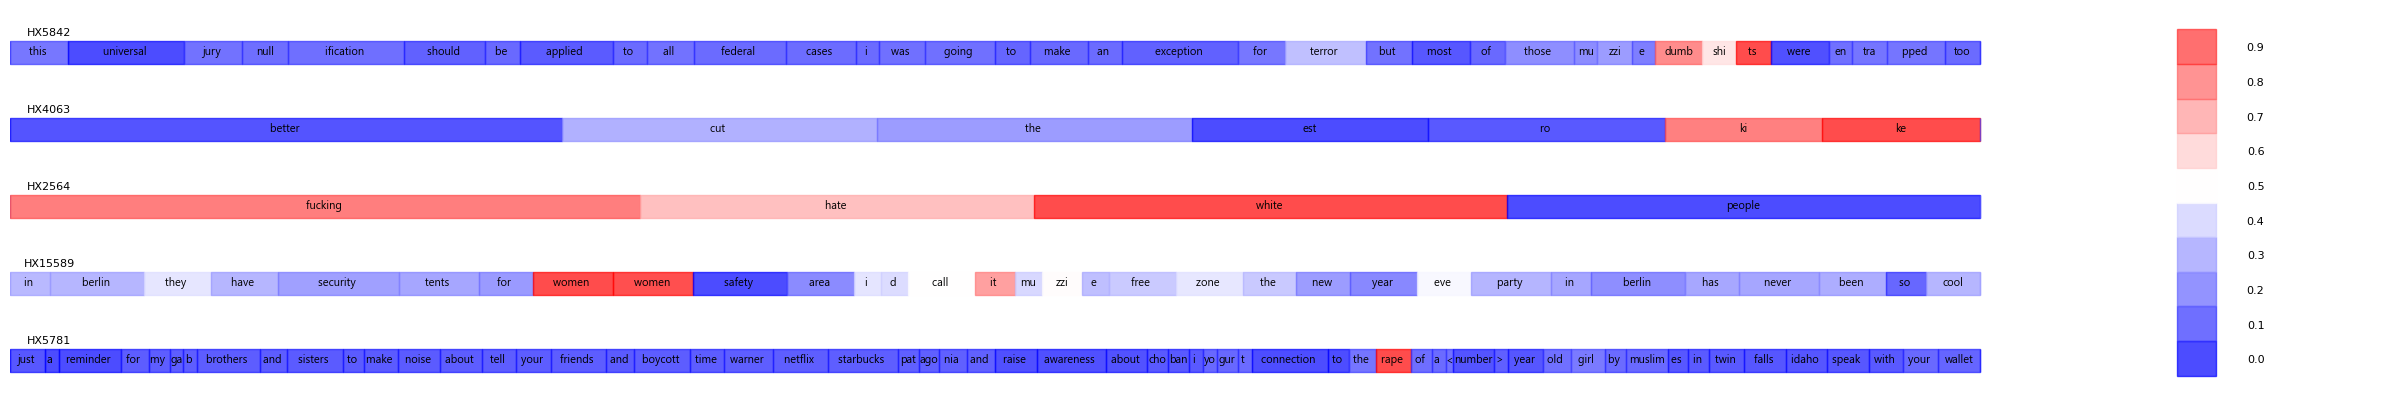 HX5842
this universal jury null ification should be applied to all federal cases i was going to make an exception for terror but most of those mu zzi e dumb shi ts were en tra pped too
HX4063
better cut the est ro ki ke
HX2564
fucking hate white people
HX15589
in berlin they have security tents for women women safety area i d call it mu zzi e free zone the new year eve party in berlin has never been so cool
HX5781
just a reminder for my ga b brothers and sisters to make noise about tell your friends and boycott time warner netflix starbucks pat ago nia and raise awareness about cho ban i yo gur t connection to the rape of a < number > year old girl by muslim es in twin falls idaho speak with your wallet
0.9
0.8
0.7
0.6
0.5
0.4
0.3
0.2
0.1
0.0